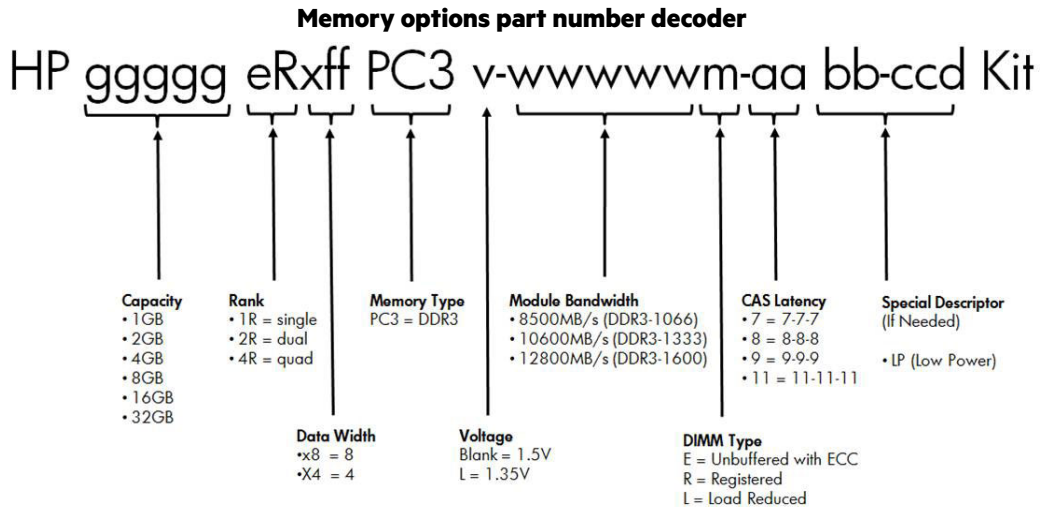 Memory options part number decoder
HP ggggg eRxff PC3 v-wwwwwm-aa bb-ccd Kit
Capacity
• 1GB
• 2GB
• 4GB
• 8GB
• 16GB
• 32GB
Rank
• 1R = single
• 2R = dual
• 4R = quad
Memory Type
PC3 = DDR3
Module Bandwidth
• 8500MB/s (DDR3-1066)
• 10600MB/s (DDR3-1333)
• 12800MB/s (DDR3-1600)
CAS Latency
• 7 = 7-7-7
• 8 = 8-8-8
• 9 = 9-9-9
• 11 = 11-11-11
Special Descriptor
(If Needed)
• LP (Low Power)
Data Width
•x8 = 8
•X4 = 4
Voltage
Blank = 1.5V
L = 1.35V
DIMM Type
E = Unbuffered with ECC
R = Registered
L = Load Reduced